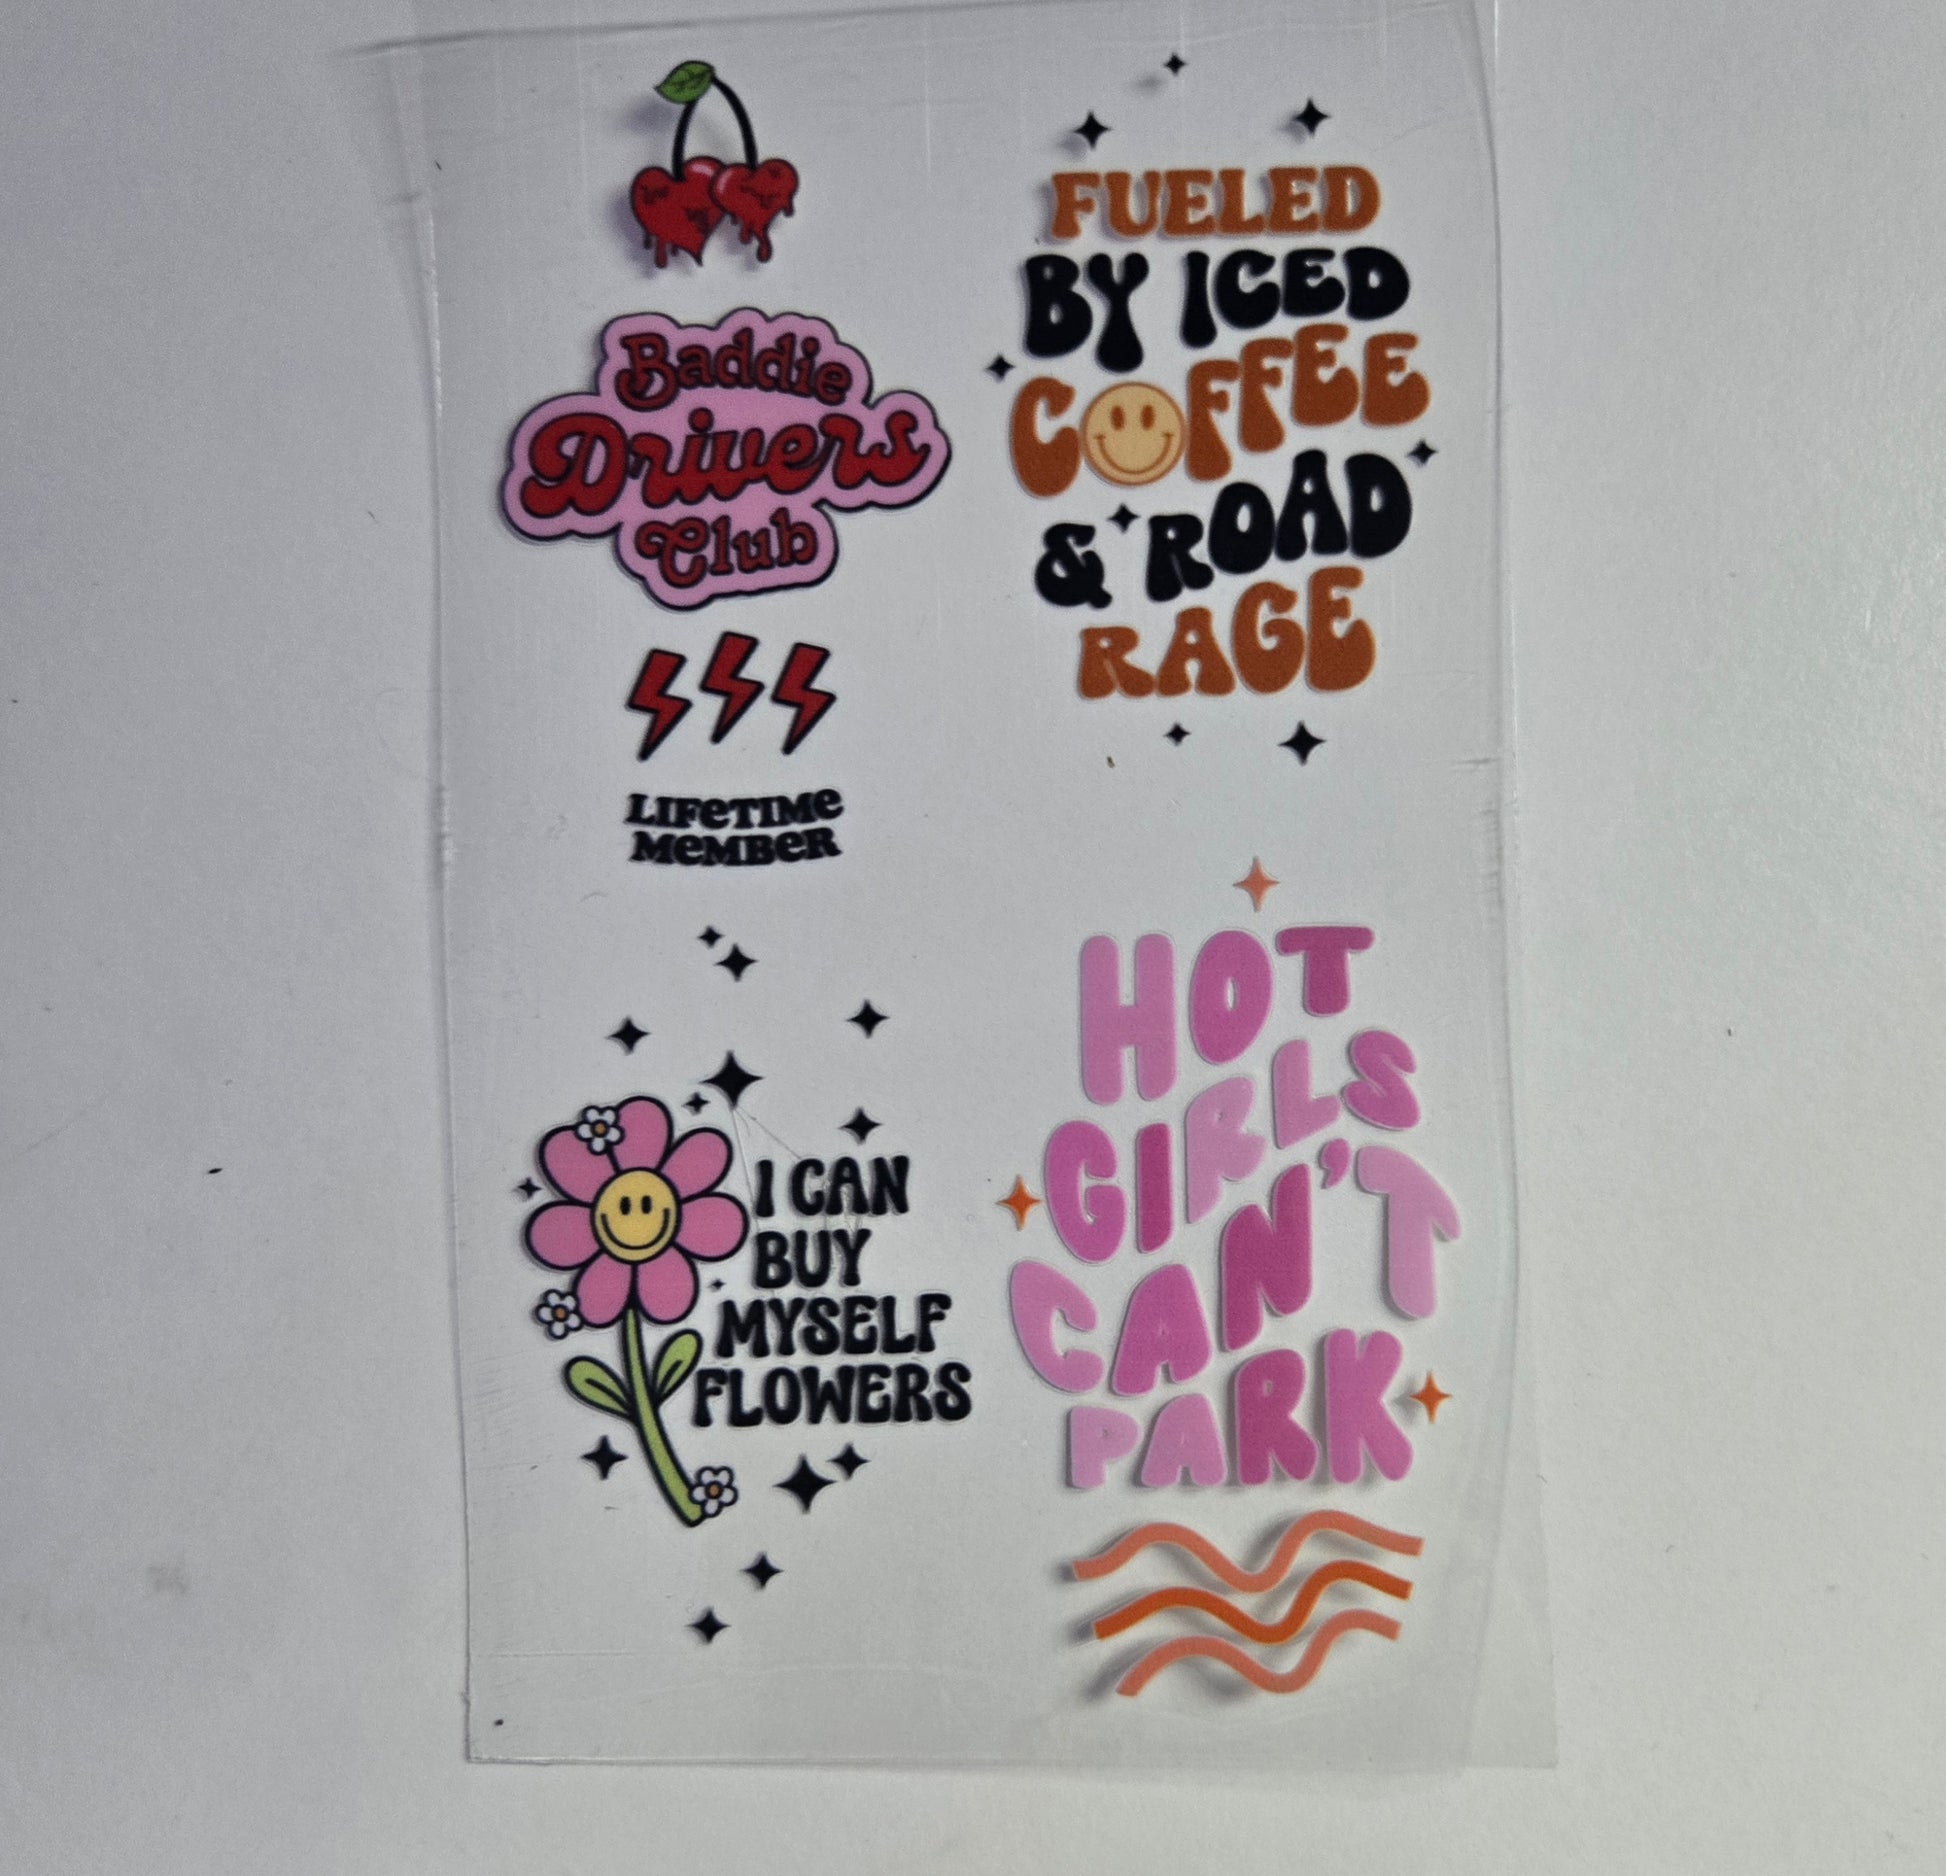 Baddie
Drivers
Club
LIFETIME
MEMBER
FUELED
BY ICED
COFFEE
& ROAD
RAGE
I CAN
BUY
MYSELF
FLOWERS
HOT
GIRLS
CAN'T
PARK